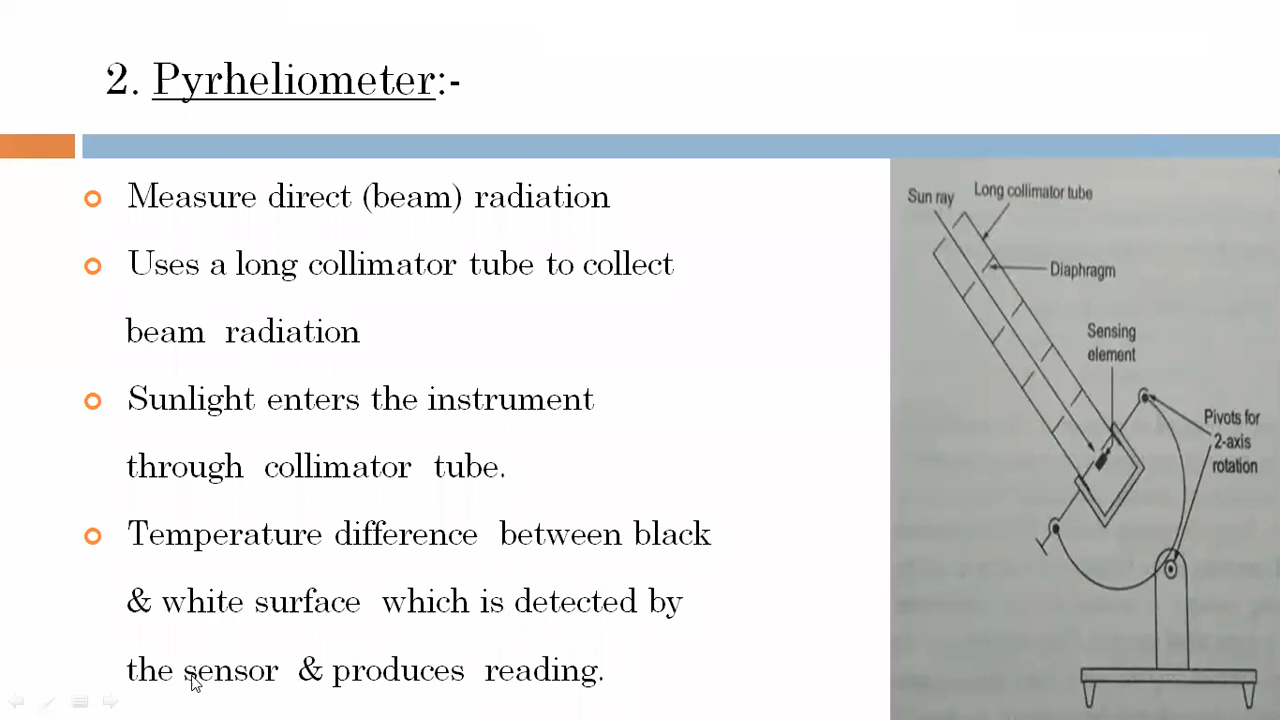 2. Pyrheliometer:-
Measure direct (beam) radiation
Uses a long collimator tube to collect
beam radiation
Sunlight enters the instrument
through collimator tube.
Temperature difference between black
& white surface which is detected by
the sensor & produces reading.
Sun ray
Long collimator tube
Diaphragm
Sensing
element
Pivots for
2-axis
rotation